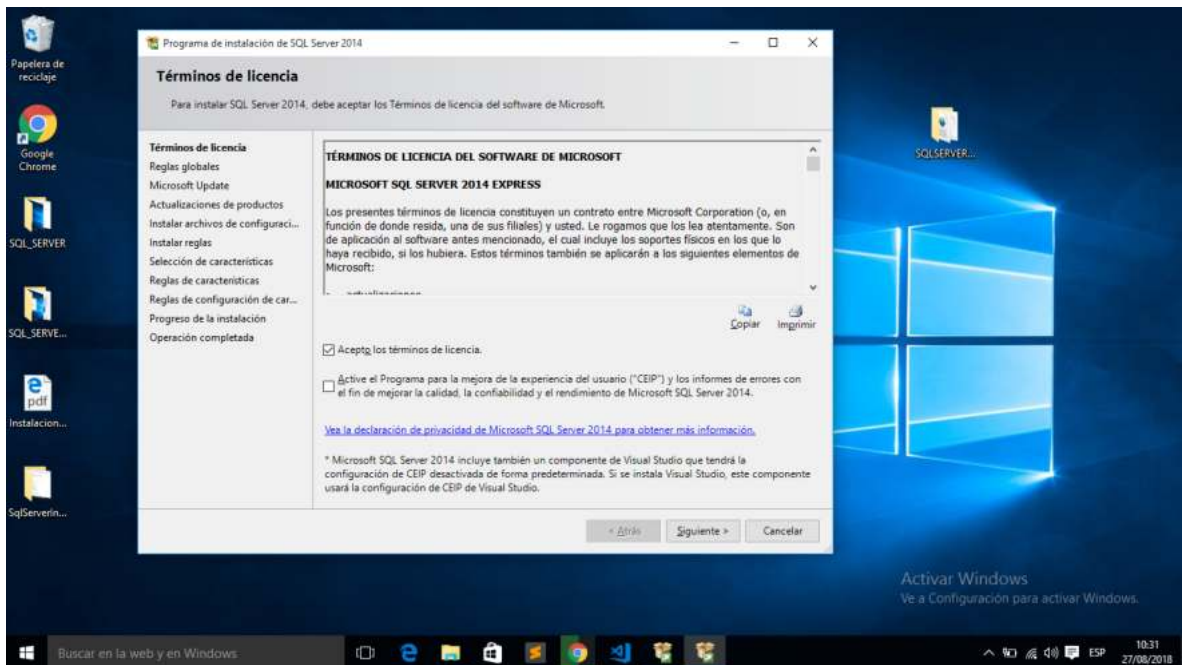 Papelera de
reciclaje
Google
Chrome
SQL_SERVER
SQL_SERVE...
pdf
Instalacion...
SqlServerin...
Programa de instalación de SQL Server 2014
Términos de licencia
Para instalar SQL Server 2014, debe aceptar los Términos de licencia del software de Microsoft.
Términos de licencia
Reglas globales
Microsoft Update
Actualizaciones de productos
Instalar archivos de configuraci...
Instalar reglas
Selección de características
Reglas de características
Reglas de configuración de car...
Progreso de la instalación
Operación completada
TÉRMINOS DE LICENCIA DEL SOFTWARE DE MICROSOFT
MICROSOFT SQL SERVER 2014 EXPRESS
Los presentes términos de licencia constituyen un contrato entre Microsoft Corporation (o, en
función de donde resida, una de sus filiales) y usted. Le rogamos que los lea atentamente. Son
de aplicación al software antes mencionado, el cual incluye los soportes físicos en los que lo
haya recibido, si los hubiera. Estos términos también se aplicarán a los siguientes elementos de
Microsoft:
actualizaciones
Copiar Imprimir
Acepto los términos de licencia.
Active el Programa para la mejora de la experiencia del usuario ("CEIP") y los informes de errores con
el fin de mejorar la calidad, la confiabilidad y el rendimiento de Microsoft SQL Server 2014.
Vea la declaración de privacidad de Microsoft SQL Server 2014 para obtener más información.
* Microsoft SQL Server 2014 incluye también un componente de Visual Studio que tendrá la
configuración de CEIP desactivada de forma predeterminada. Si se instala Visual Studio, este componente
usará la configuración de CEIP de Visual Studio.
< Atrás Siguiente > Cancelar
SQLSERVER...
Activar Windows
Ve a Configuración para activar Windows.
Buscar en la web y en Windows
ESP
10:31
27/08/2018